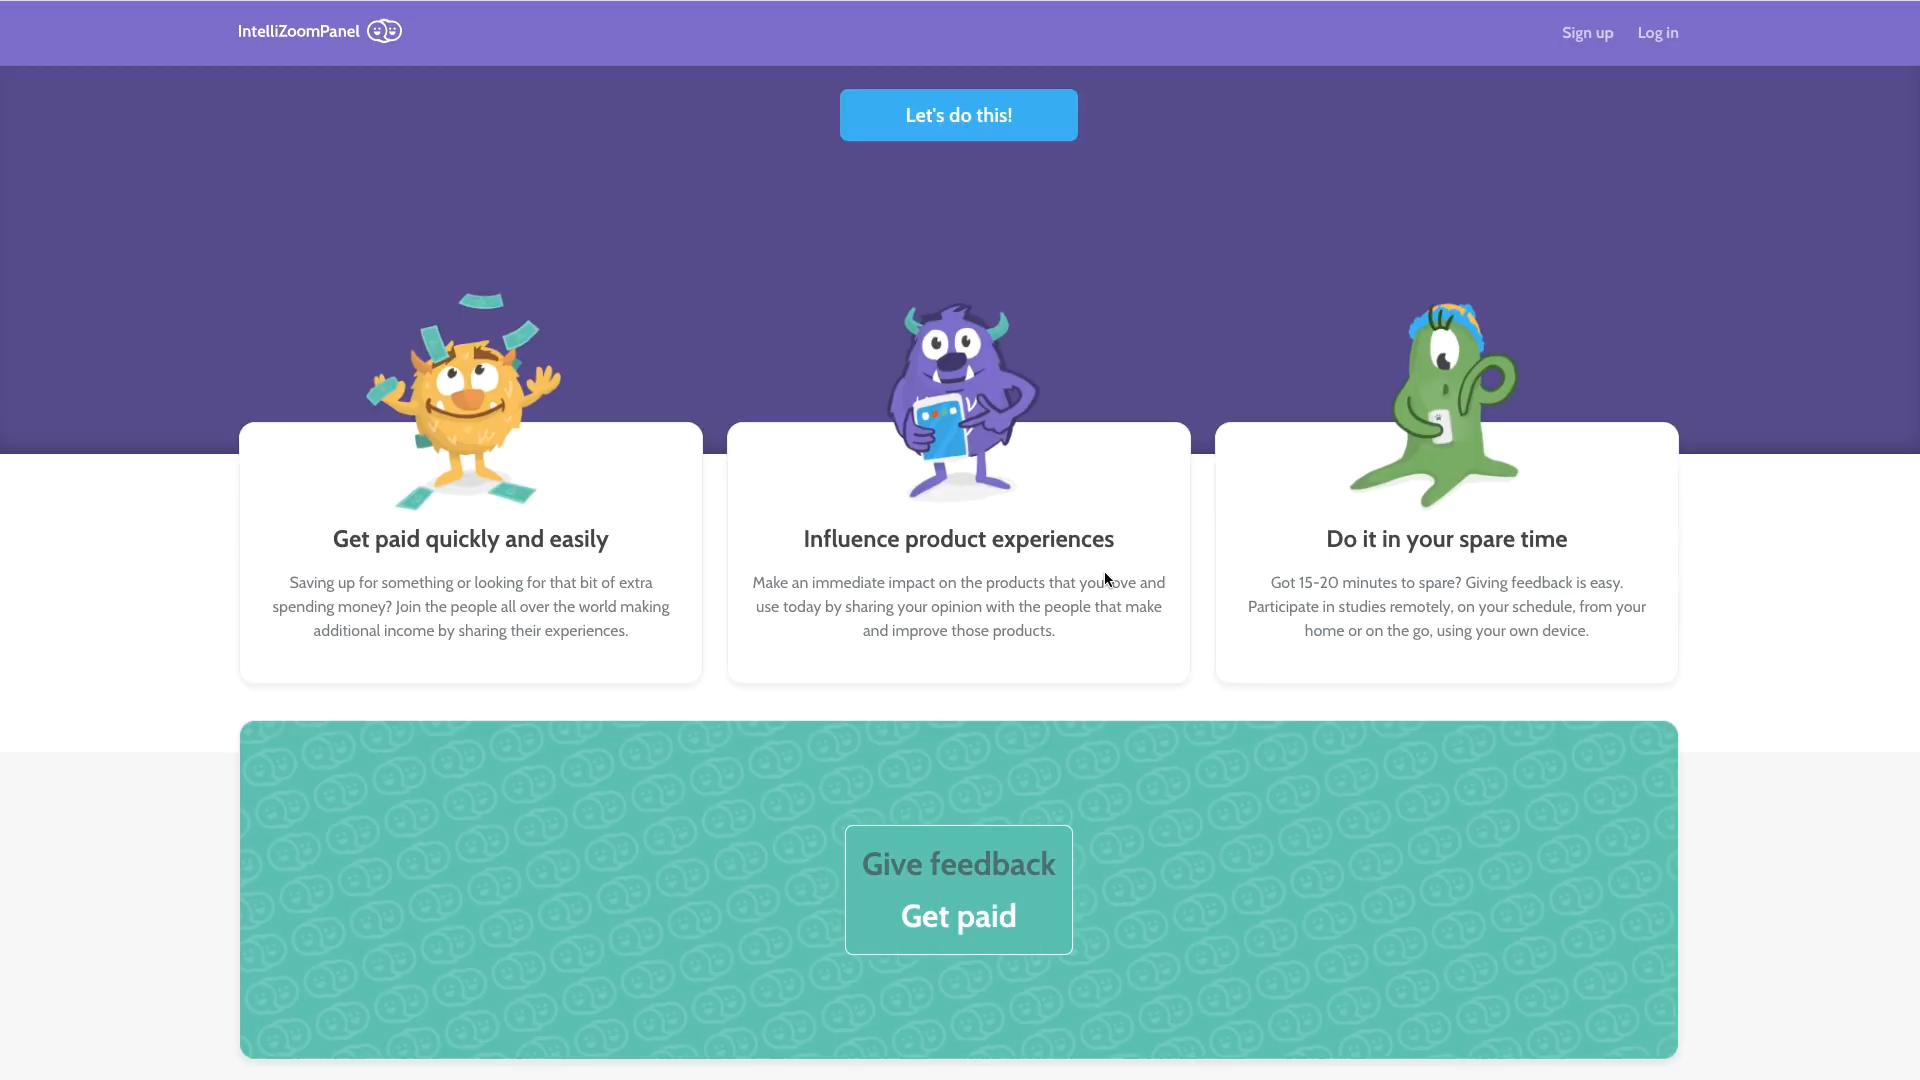 IntelliZoomPanel
Sign up
Log in
Let's do this!
Get paid quickly and easily
Saving up for something or looking for that bit of extra
spending money? Join the people all over the world making
additional income by sharing their experiences.
Influence product experiences
Make an immediate impact on the products that you love and
use today by sharing your opinion with the people that make
and improve those products.
Do it in your spare time
Got 15-20 minutes to spare? Giving feedback is easy.
Participate in studies remotely, on your schedule, from your
home or on the go, using your own device.
Give feedback
Get paid